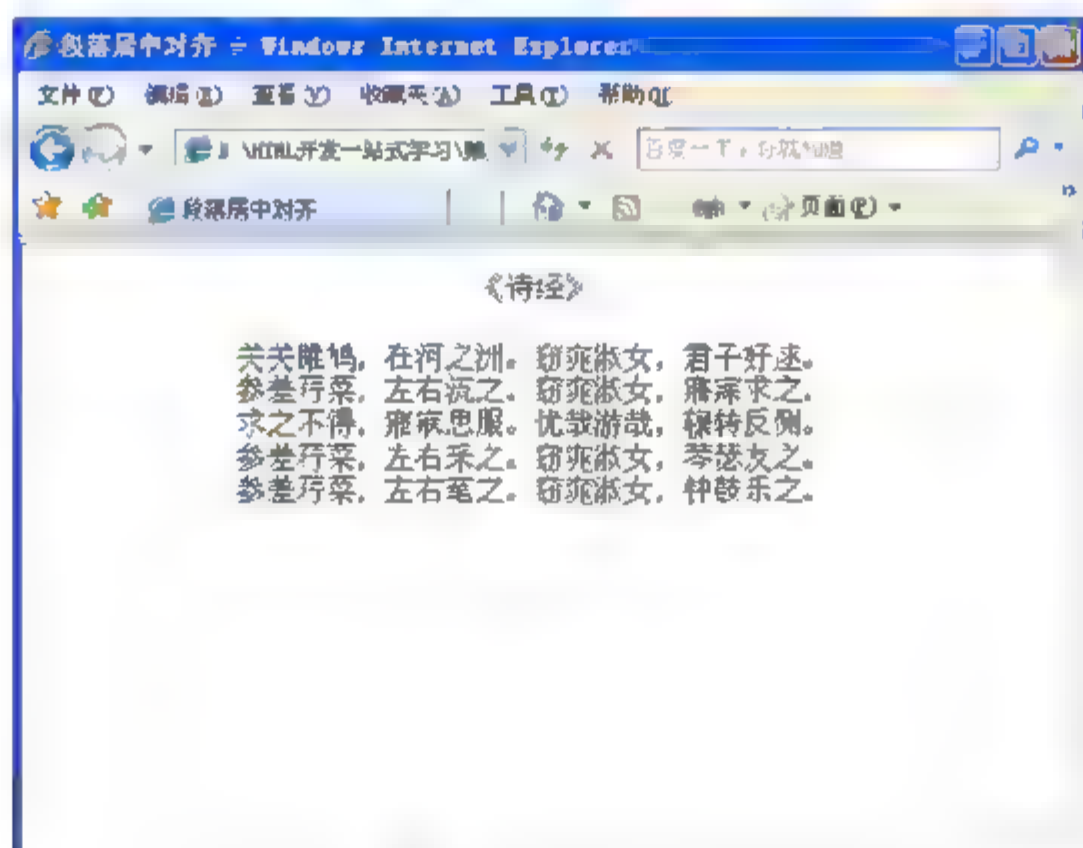 段落居中对齐 - Windows Internet Explorer
文件(F) 编辑(E) 查看(V) 收藏夹(A) 工具(T) 帮助(H)
\HTML开发一站式学习\ 百度一下,你就知道
段落居中对齐 页面(P)
《诗经》
关关雎鸠,在河之洲。窈窕淑女,君子好逑。
参差荇菜,左右流之。窈窕淑女,寤寐求之。
求之不得,寤寐思服。优哉游哉,辗转反侧。
参差荇菜,左右采之。窈窕淑女,琴瑟友之。
参差荇菜,左右芼之。窈窕淑女,钟鼓乐之。